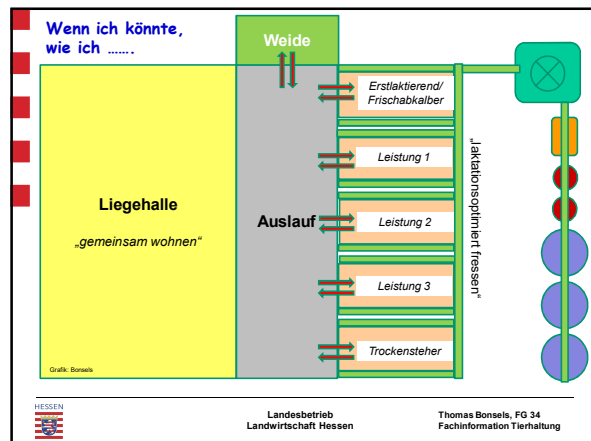 Wenn ich könnte,
wie ich …….
Weide
Erstlaktierend/
Frischabkalber
Leistung 1
Liegehalle
„gemeinsam wohnen“
Auslauf
Leistung 2
Leistung 3
Trockensteher
„laktationsoptimiert fressen“
Grafik: Bonsels
HESSEN
Landesbetrieb
Landwirtschaft Hessen
Thomas Bonsels, FG 34
Fachinformation Tierhaltung